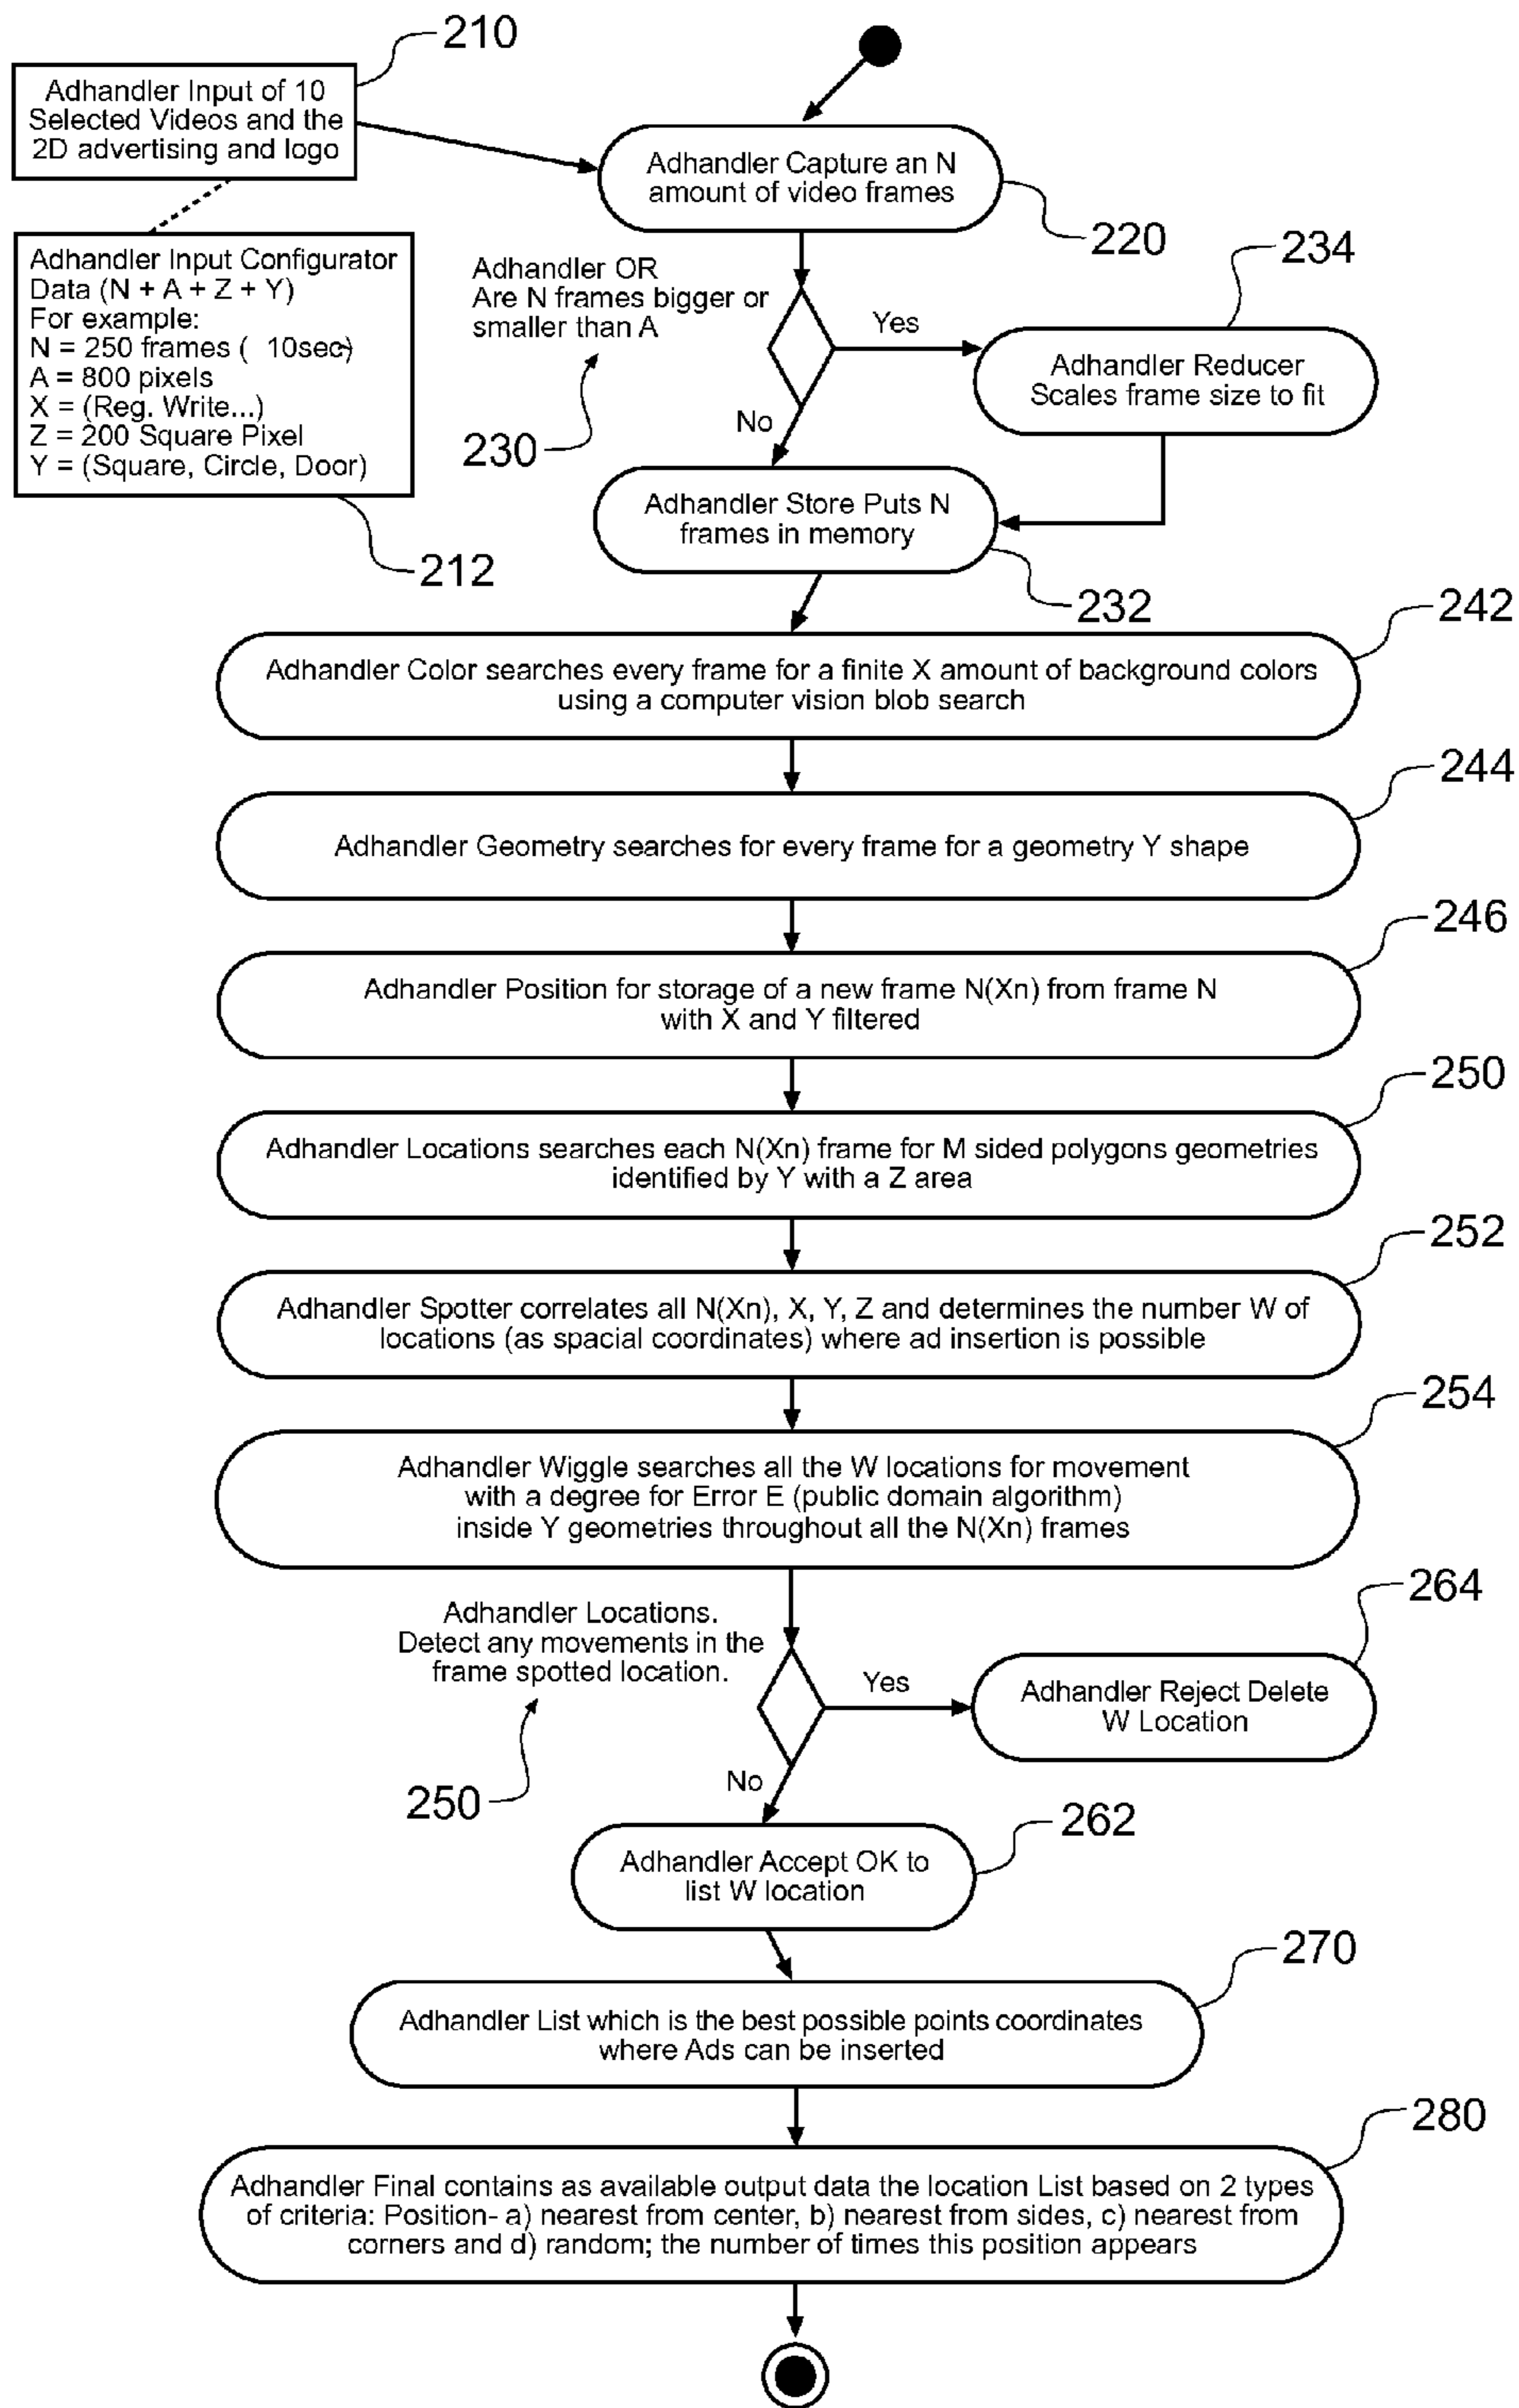 210
Adhandler Input of 10
Selected Videos and the
2D advertising and logo
Adhandler Capture an N
amount of video frames
220
Adhandler Input Configurator
Data (N + A + Z + Y)
For example:
N = 250 frames ( 10sec)
A = 800 pixels
X = (Reg. Write...)
Z = 200 Square Pixel
Y = (Square, Circle, Door)
212
Adhandler OR
Are N frames bigger or
smaller than A
230
Yes
No
234
Adhandler Reducer
Scales frame size to fit
Adhandler Store Puts N
frames in memory
232
242
Adhandler Color searches every frame for a finite X amount of background colors
using a computer vision blob search
244
Adhandler Geometry searches for every frame for a geometry Y shape
246
Adhandler Position for storage of a new frame N(Xn) from frame N
with X and Y filtered
250
Adhandler Locations searches each N(Xn) frame for M sided polygons geometries
identified by Y with a Z area
252
Adhandler Spotter correlates all N(Xn), X, Y, Z and determines the number W of
locations (as spacial coordinates) where ad insertion is possible
254
Adhandler Wiggle searches all the W locations for movement
with a degree for Error E (public domain algorithm)
inside Y geometries throughout all the N(Xn) frames
Adhandler Locations.
Detect any movements in the
frame spotted location.
250
Yes
No
264
Adhandler Reject Delete
W Location
262
Adhandler Accept OK to
list W location
270
Adhandler List which is the best possible points coordinates
where Ads can be inserted
280
Adhandler Final contains as available output data the location List based on 2 types
of criteria: Position- a) nearest from center, b) nearest from sides, c) nearest from
corners and d) random; the number of times this position appears